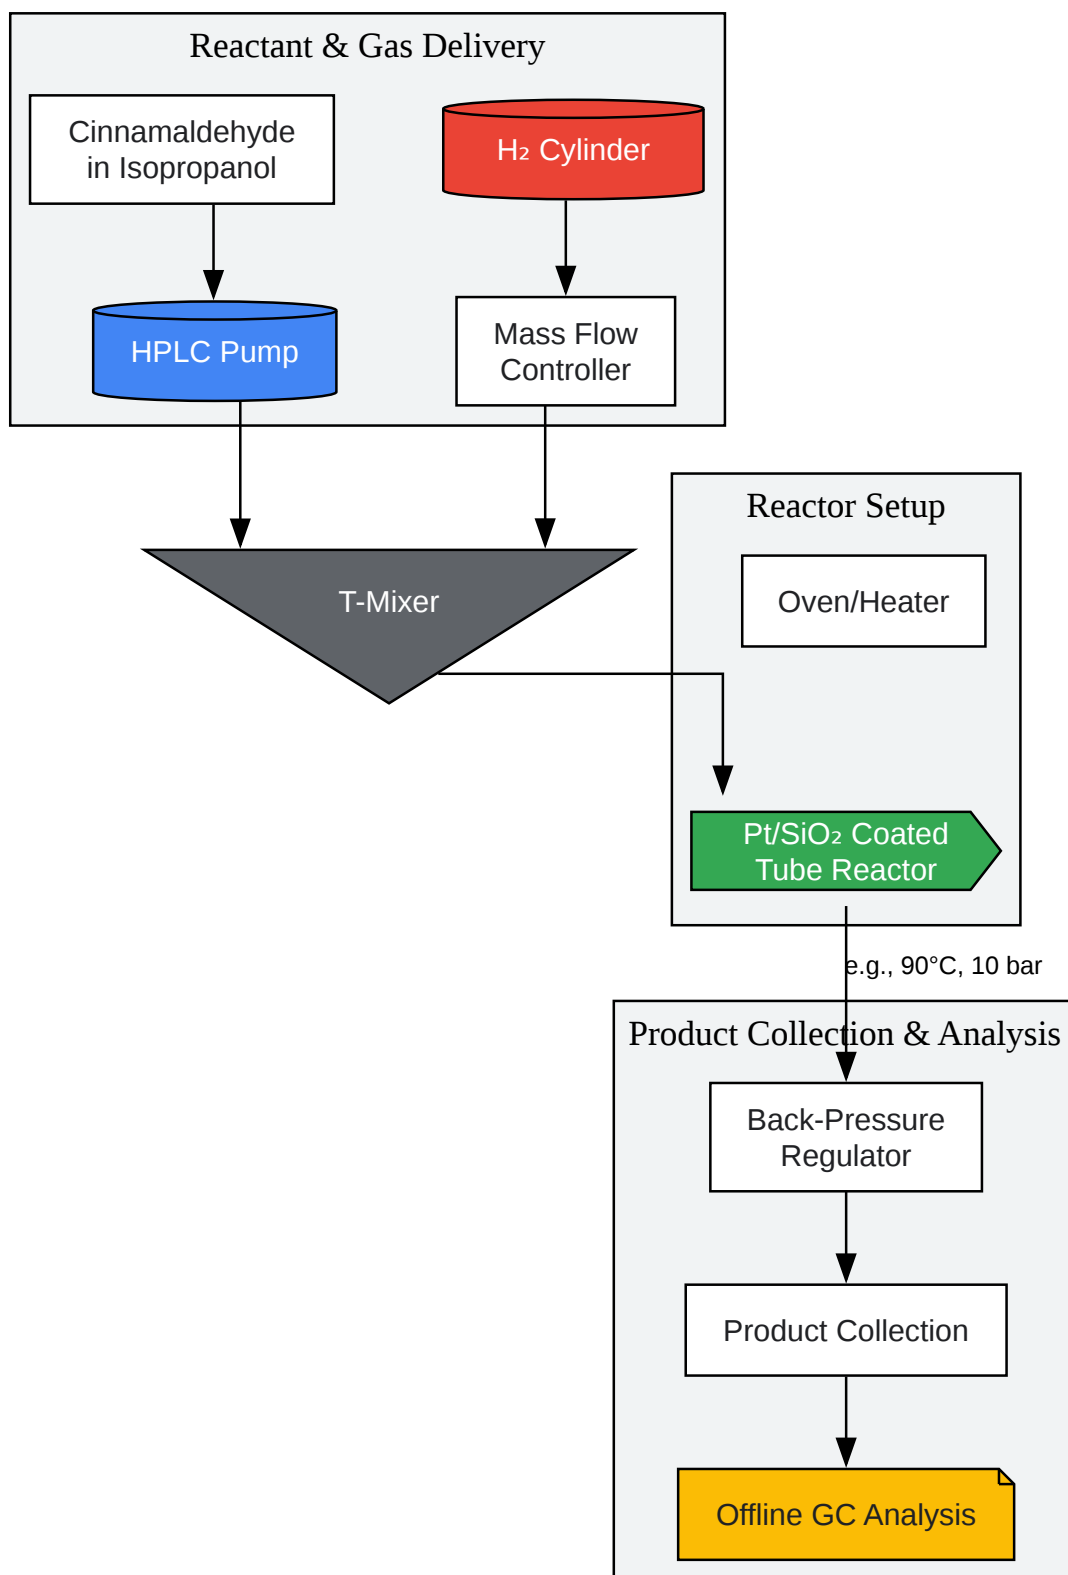 Reactant & Gas Delivery
Cinnamaldehyde
in Isopropanol
H₂ Cylinder
HPLC Pump
Mass Flow
Controller
T-Mixer
Reactor Setup
Oven/Heater
Pt/SiO₂ Coated
Tube Reactor
e.g., 90°C, 10 bar
Product Collection & Analysis
Back-Pressure
Regulator
Product Collection
Offline GC Analysis